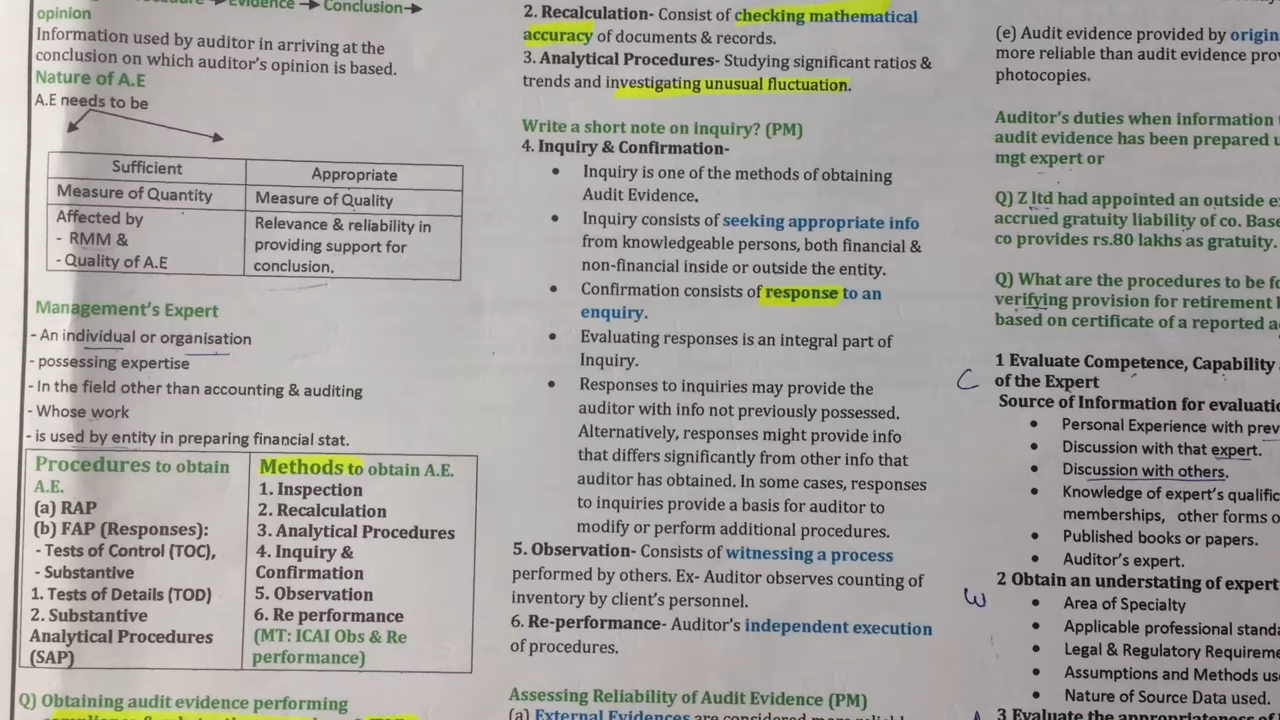 Evidence → Conclusion→
opinion
Information used by auditor in arriving at the
conclusion on which auditor's opinion is based.
Nature of A.E
A.E needs to be
Sufficient Appropriate
Measure of Quantity Measure of Quality
Affected by
- RMM &
- Quality of A.E
Relevance & reliability in
providing support for
conclusion.
Management's Expert
- An individual or organisation
- possessing expertise
- In the field other than accounting & auditing
- Whose work
- is used by entity in preparing financial stat.
Procedures to obtain
A.E.
(a) RAP
(b) FAP (Responses):
- Tests of Control (TOC),
- Substantive
1. Tests of Details (TOD)
2. Substantive
Analytical Procedures
(SAP)
Methods to obtain A.E.
1. Inspection
2. Recalculation
3. Analytical Procedures
4. Inquiry &
Confirmation
5. Observation
6. Re performance
(MT: ICAI Obs & Re
performance)
Q) Obtaining audit evidence performing
2. Recalculation- Consist of checking mathematical
accuracy of documents & records.
3. Analytical Procedures- Studying significant ratios &
trends and investigating unusual fluctuation.
Write a short note on inquiry? (PM)
4. Inquiry & Confirmation-
• Inquiry is one of the methods of obtaining
Audit Evidence.
• Inquiry consists of seeking appropriate info
from knowledgeable persons, both financial &
non-financial inside or outside the entity.
• Confirmation consists of response to an
enquiry.
• Evaluating responses is an integral part of
Inquiry.
• Responses to inquiries may provide the
auditor with info not previously possessed.
Alternatively, responses might provide info
that differs significantly from other info that
auditor has obtained. In some cases, responses
to inquiries provide a basis for auditor to
modify or perform additional procedures.
5. Observation- Consists of witnessing a process
performed by others. Ex- Auditor observes counting of
inventory by client's personnel.
6. Re-performance- Auditor's independent execution
of procedures.
Assessing Reliability of Audit Evidence (PM)
(a) External Evidences are considered more
(e) Audit evidence provided by origin
more reliable than audit evidence pro
photocopies.
Auditor's duties when information
audit evidence has been prepared
mgt expert or
Q) Z ltd had appointed an outside
accrued gratuity liability of co. Base
co provides rs.80 lakhs as gratuity.
Q) What are the procedures to be
verifying provision for retirement
based on certificate of a reported
C
1 Evaluate Competence, Capability
of the Expert
Source of Information for evaluati
• Personal Experience with prev
• Discussion with that expert.
• Discussion with others.
• Knowledge of expert's qualific
memberships, other forms
• Published books or papers.
• Auditor's expert.
W
2 Obtain an understating of expert
• Area of Specialty
• Applicable professional standa
• Legal & Regulatory Requireme
• Assumptions and Methods us
• Nature of Source Data used.
3 Evaluate the